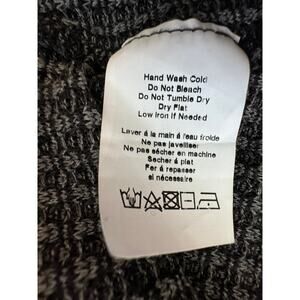 Hand Wash Cold
Do Not Bleach
Do Not Tumble Dry
Dry Flat
Low Iron If Needed
Laver á la main á l'eau froide
Ne pas javelliser
Ne pas sécher en machine
Secher á plat
Fer á repasser
si nécessaire